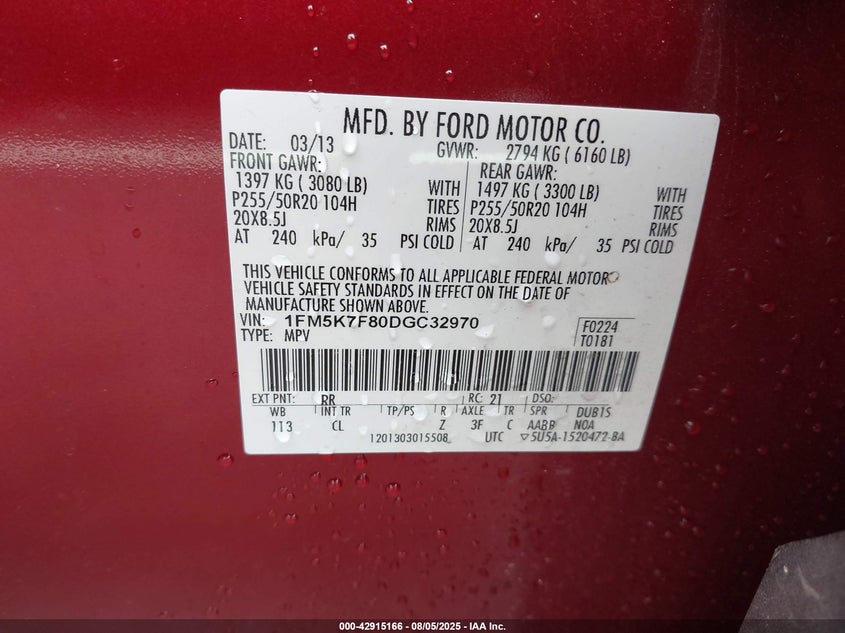 MFD. BY FORD MOTOR CO.
DATE: 03/13 GVWR: 2794 KG ( 6160 LB)
FRONT GAWR: REAR GAWR:
1397 KG ( 3080 LB) WITH 1497 KG ( 3300 LB) WITH
P255/50R20 104H TIRES P255/50R20 104H TIRES
20X8.5J RIMS 20X8.5J RIMS
AT 240 kPa/ 35 PSI COLD AT 240 kPa/ 35 PSI COLD
THIS VEHICLE CONFORMS TO ALL APPLICABLE FEDERAL MOTOR
VEHICLE SAFETY STANDARDS IN EFFECT ON THE DATE OF
MANUFACTURE SHOWN ABOVE.
VIN: 1FM5K7F80DGC32970 F0224
TYPE: MPV T0181
EXT PNT: RR RC: 21 DSO:
WB INT TR TP/PS R AXLE TR SPR DUB1S
113 CL Z 3F C AABB NOA
1201303015508 UTC ▽5U5A-1520472-BA
000-42915166 - 08/05/2025 - IAA Inc.